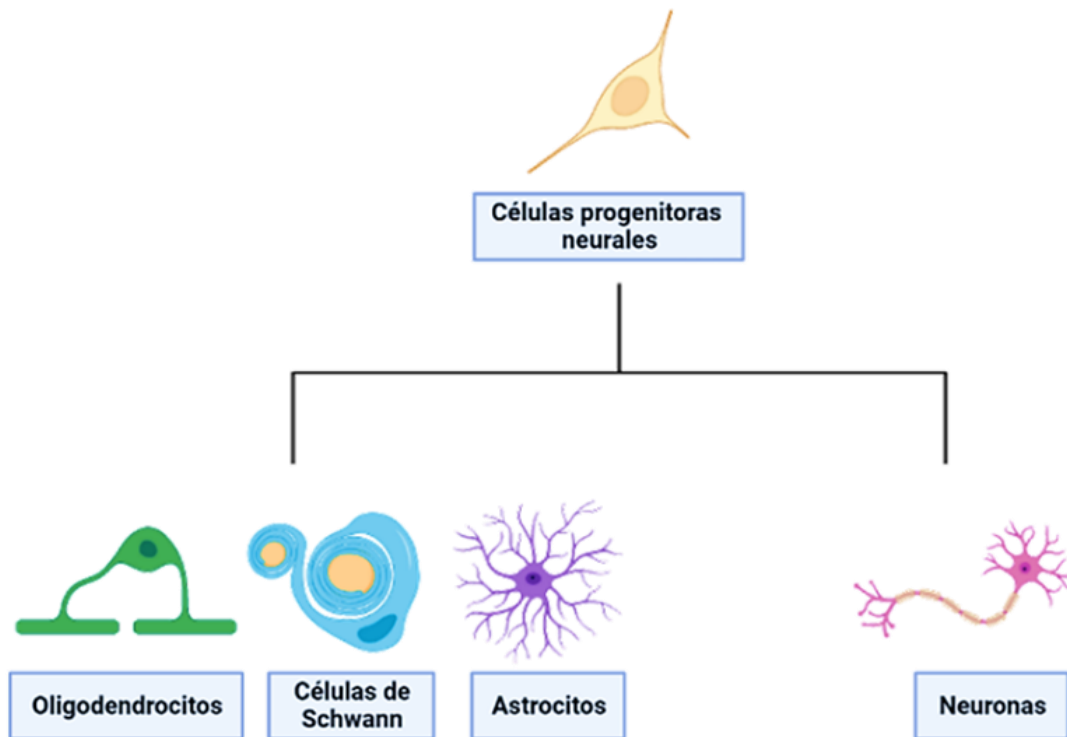 Células progenitoras
neurales
Oligodendrocitos
Células de
Schwann
Astrocitos
Neuronas